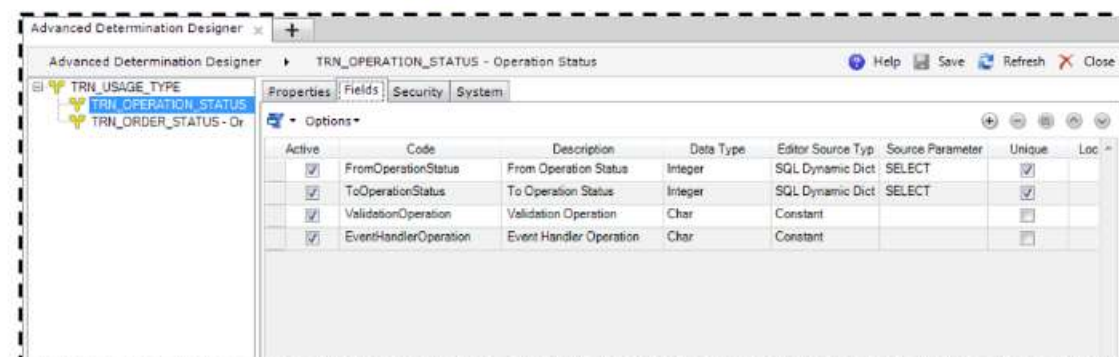 Advanced Determination Designer
Advanced Determination Designer TRN_OPERATION_STATUS - Operation Status Help Save Refresh Close
TRN_USAGE_TYPE
TRN_OPERATION_STATUS
TRN_ORDER_STATUS - Or
Properties Fields Security System
Options
Active Code Description Data Type Editor Source Typ Source Parameter Unique Loc
FromOperationStatus From Operation Status Integer SQL Dynamic Dict SELECT
ToOperationStatus To Operation Status Integer SQL Dynamic Dict SELECT
ValidationOperation Validation Operation Char Constant
EventHandlerOperation Event Handler Operation Char Constant